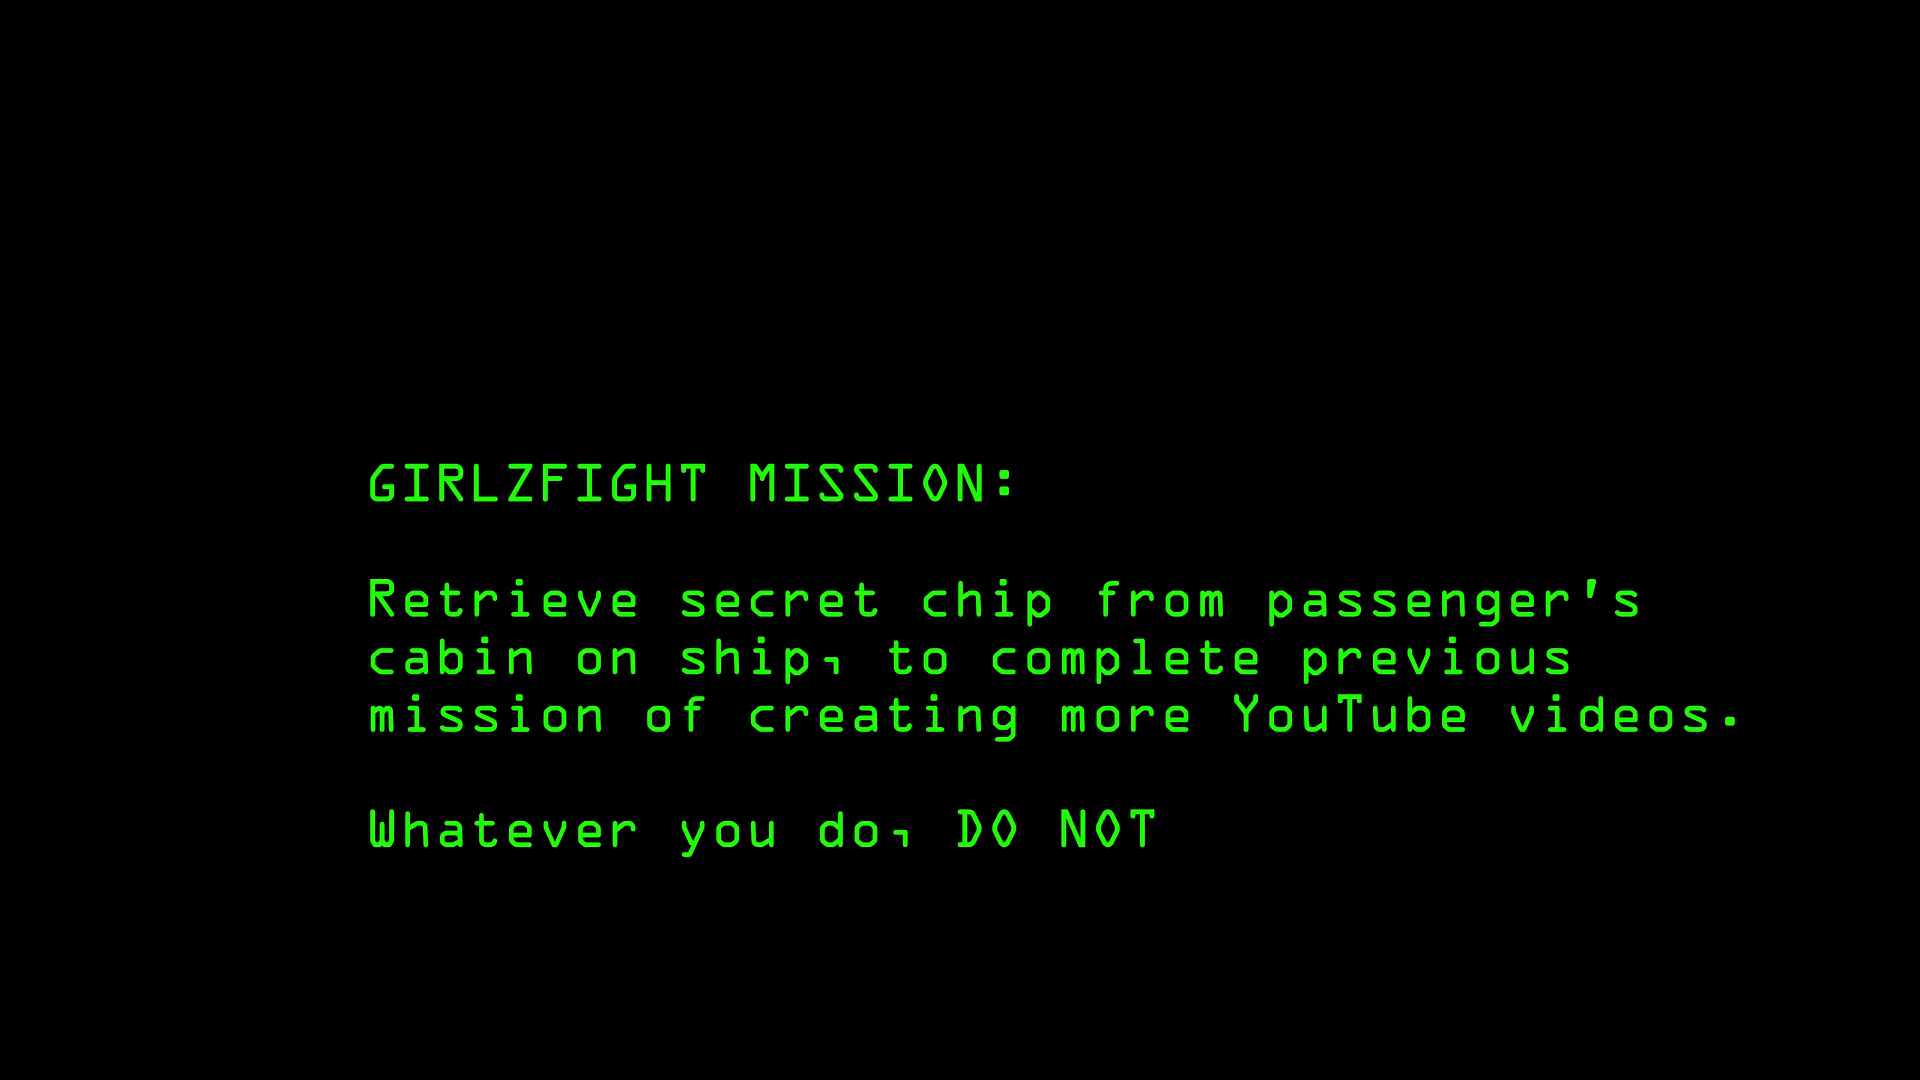 GIRLZFIGHT MISSION:
Retrieve secret chip from passenger's
cabin on ship, to complete previous
mission of creating more YouTube videos.
Whatever you do, DO NOT